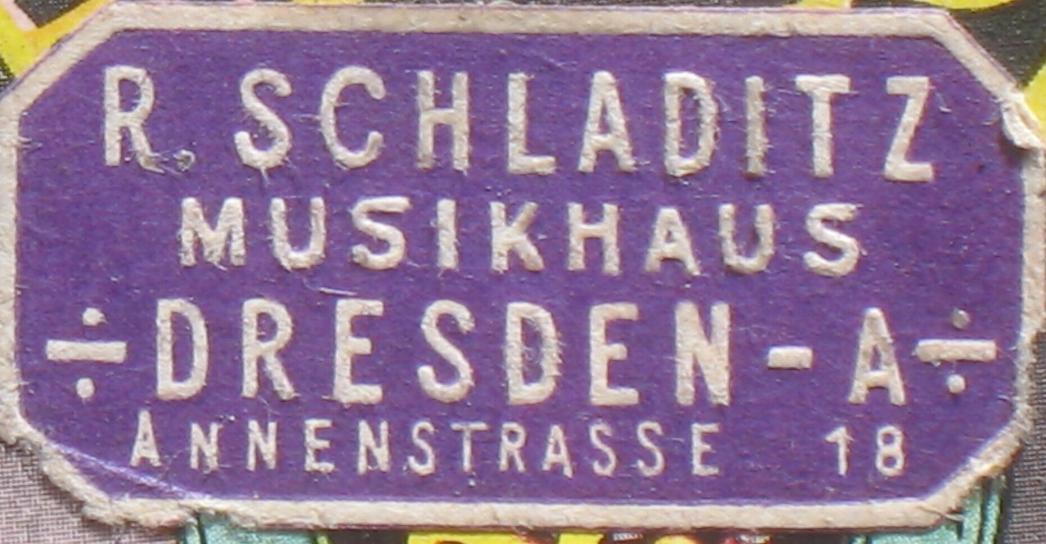 R. SCHLADITZ
MUSIKHAUS
÷DRESDEN-A÷
ANNENSTRASSE 18